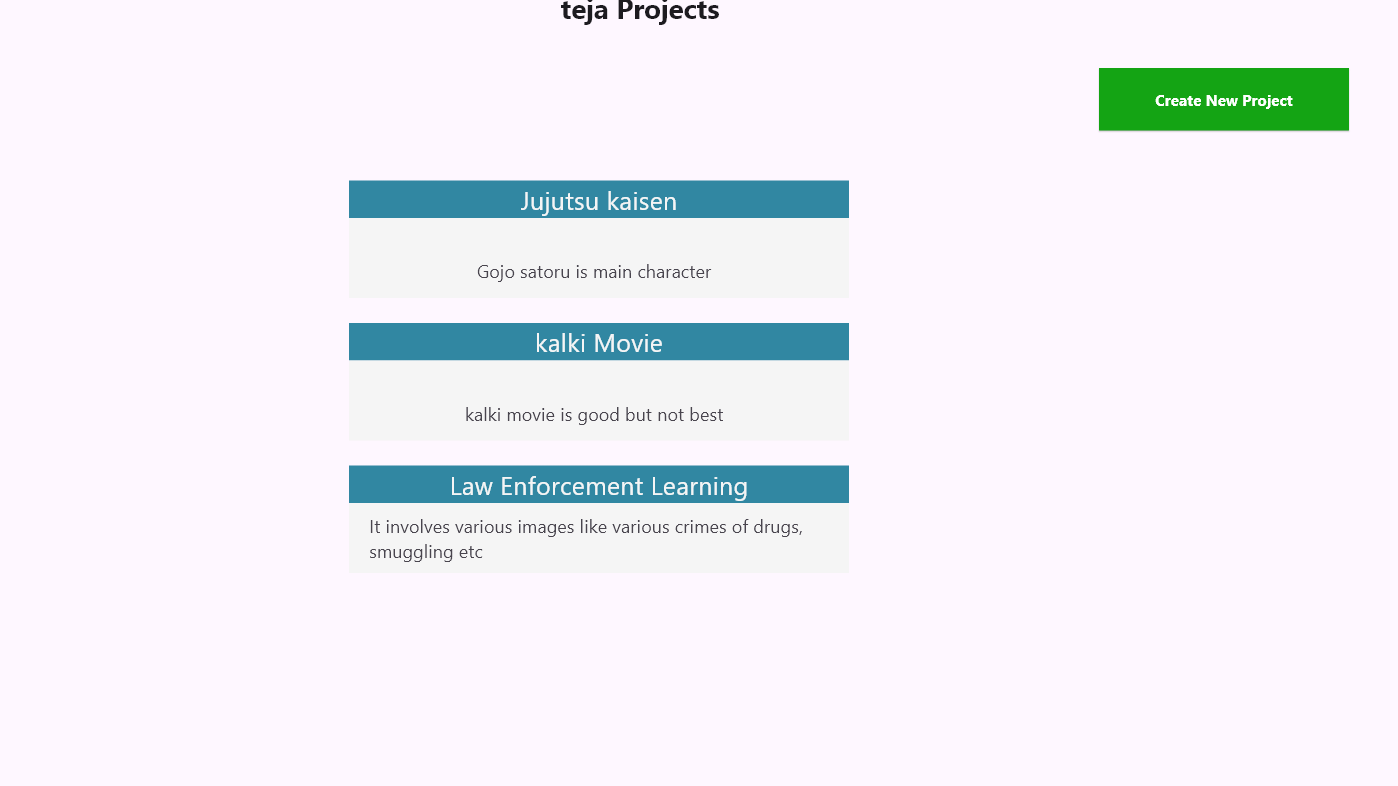 teja Projects
Create New Project
Jujutsu kaisen
Gojo satoru is main character
kalki Movie
kalki movie is good but not best
Law Enforcement Learning
It involves various images like various crimes of drugs,
smuggling etc